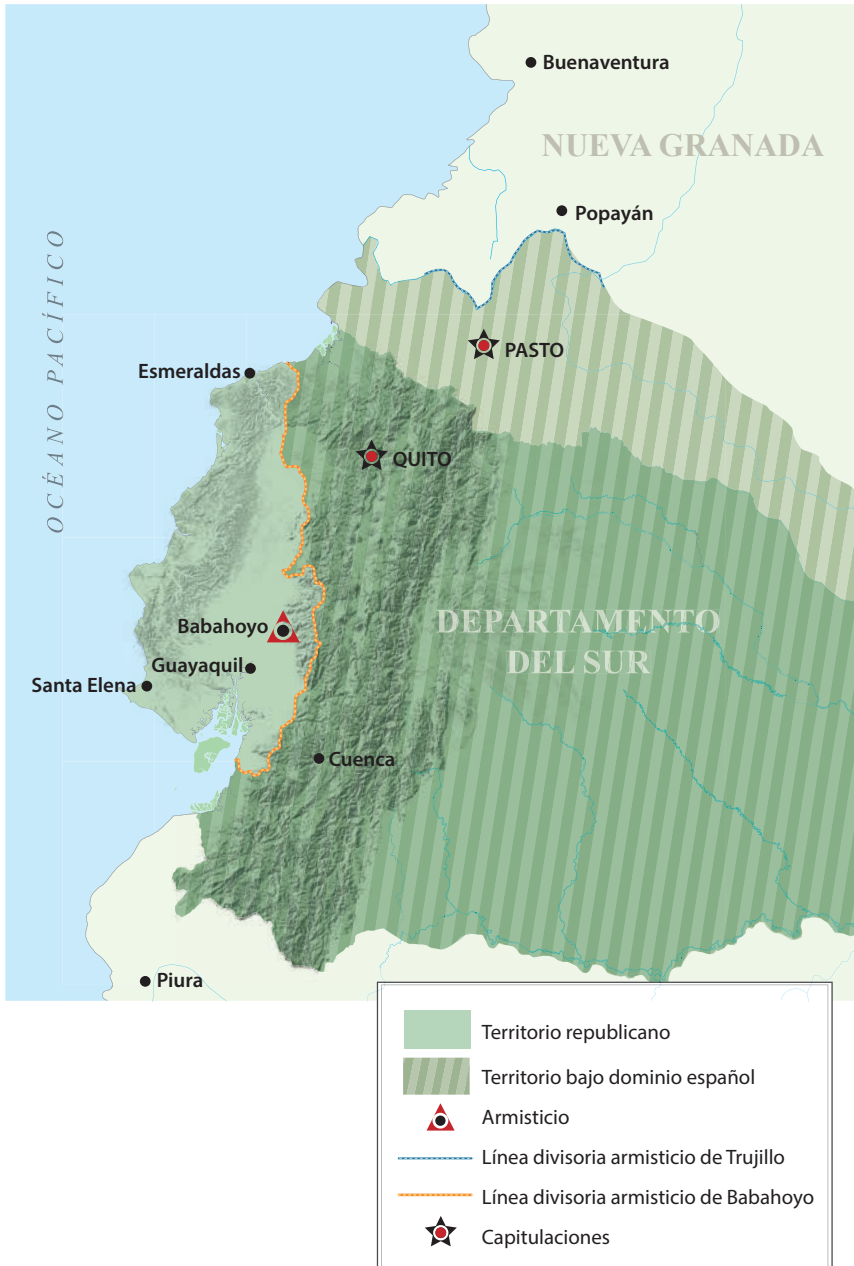 Buenaventura
NUEVA GRANADA
Popayán
OCÉANO PACÍFICO
PASTO
Esmeraldas
QUITO
DEPARTAMENTO
DEL SUR
Babahoyo
Guayaquil
Santa Elena
Cuenca
Piura
Territorio republicano
Territorio bajo dominio español
Armisticio
Línea divisoria armisticio de Trujillo
Línea divisoria armisticio de Babahoyo
Capitulaciones